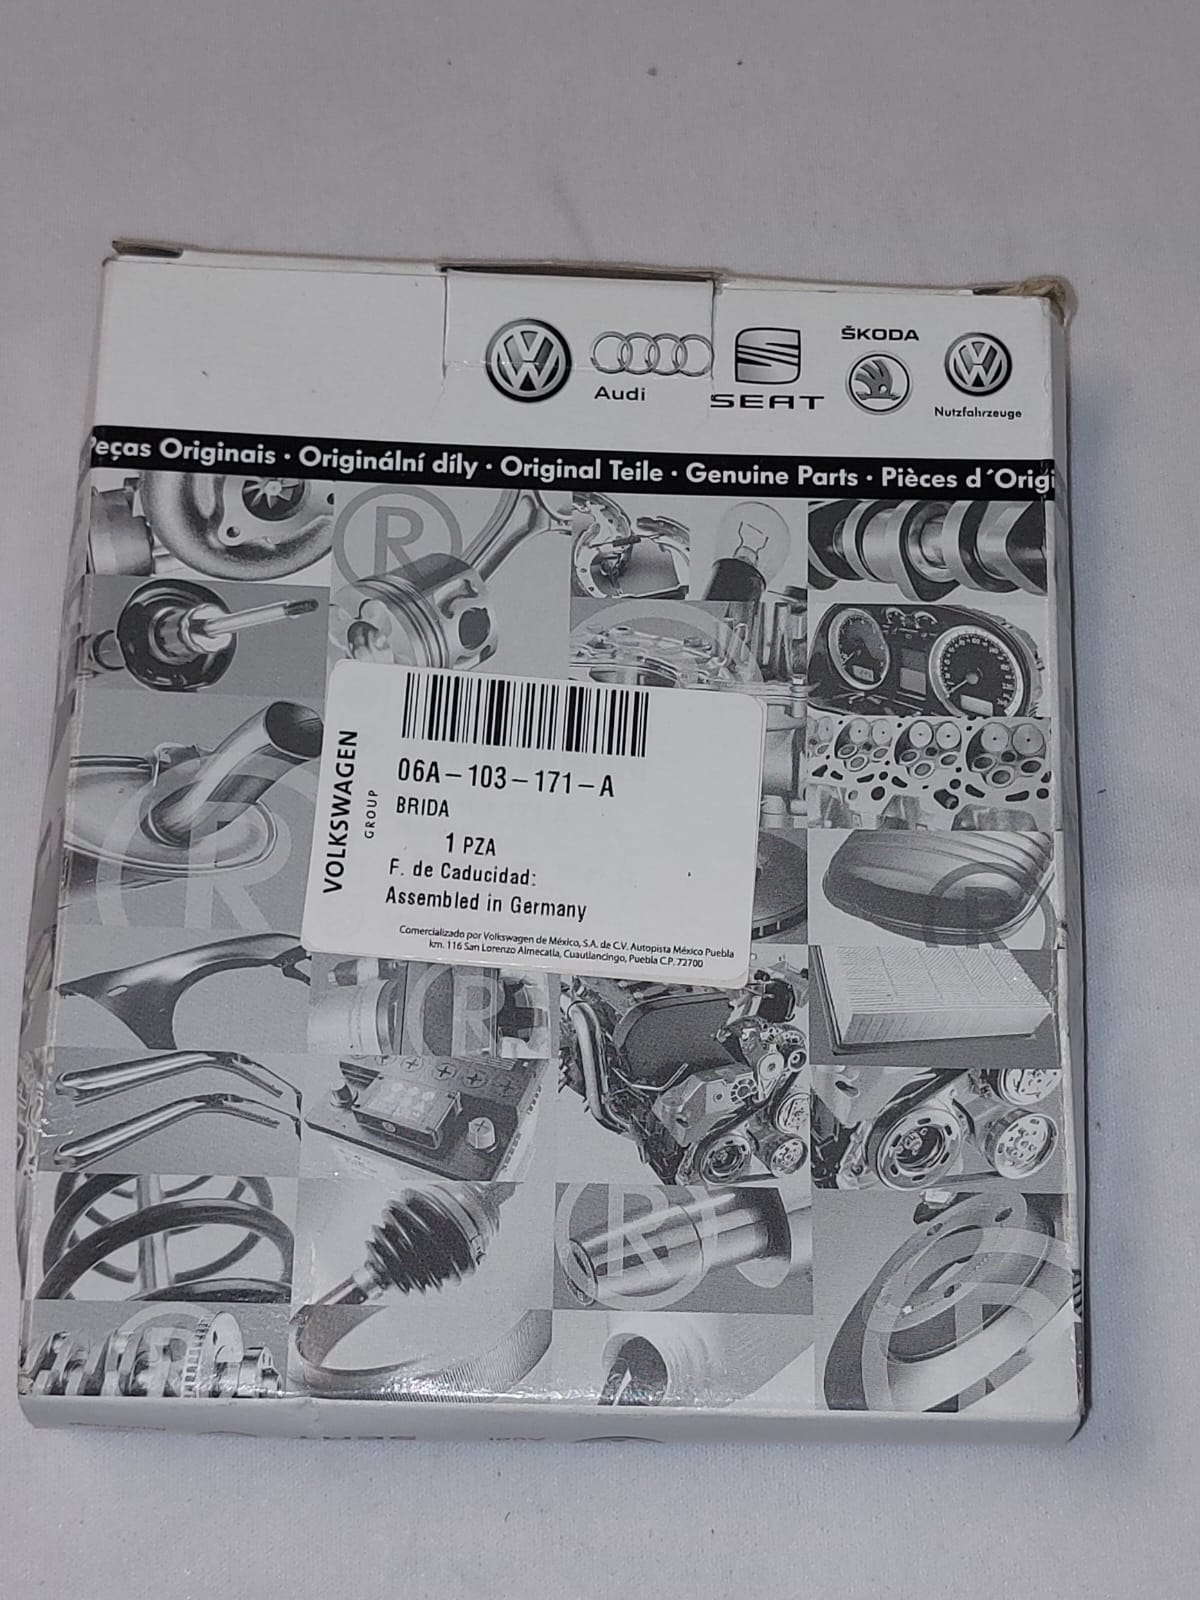 ŠKODA
Audi
SEAT
Nutzfahrzeuge
Peças Originais · Originální díly · Original Teile · Genuine Parts · Pièces d´Origi
VOLKSWAGEN
GROUP
06A-103-171-A
BRIDA
1 PZA
F. de Caducidad:
Assembled in Germany
Comercializado por Volkswagen de México, S.A. de C.V. Autopista México Puebla
km. 116 San Lorenzo Almecatla, Cuautlancingo, Puebla C.P. 72700